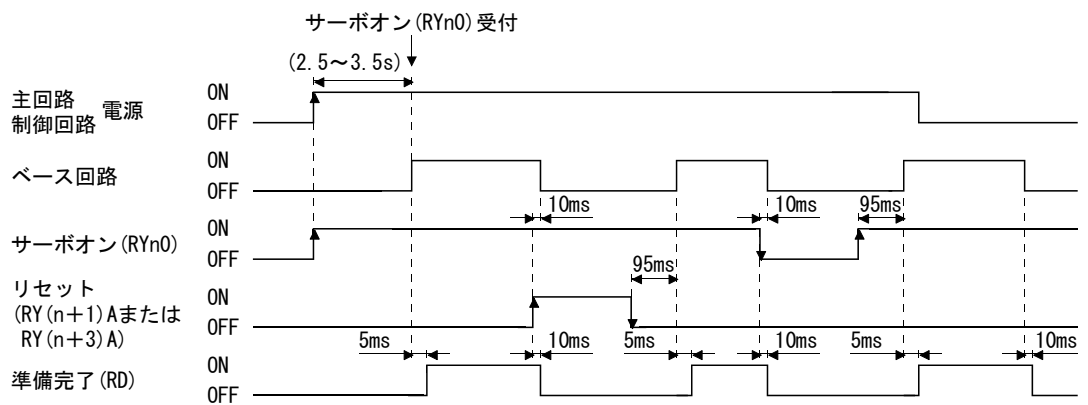 サーボオン(RYn0)受付
(2.5～3.5s)
主回路
制御回路 電源
ON
OFF
ベース回路
ON
OFF
10ms
10ms
95ms
サーボオン(RYn0)
ON
OFF
95ms
リセット
(RY(n+1)Aまたは
RY(n+3)A)
ON
OFF
5ms
10ms
5ms
10ms
5ms
10ms
準備完了(RD)
ON
OFF